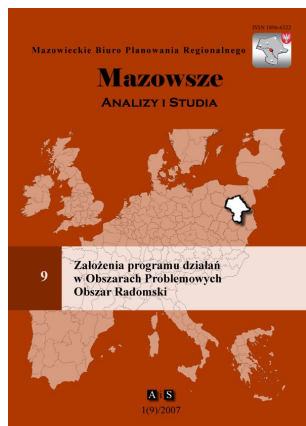 ISSN 1896-6322
Mazowieckie Biuro Planowania Regionalnego
Mazowsze
ANALIZY I STUDIA
9
Założenia programu działań
w Obszarach Problemowych
Obszar Radomski
A i S
1(9)/2007